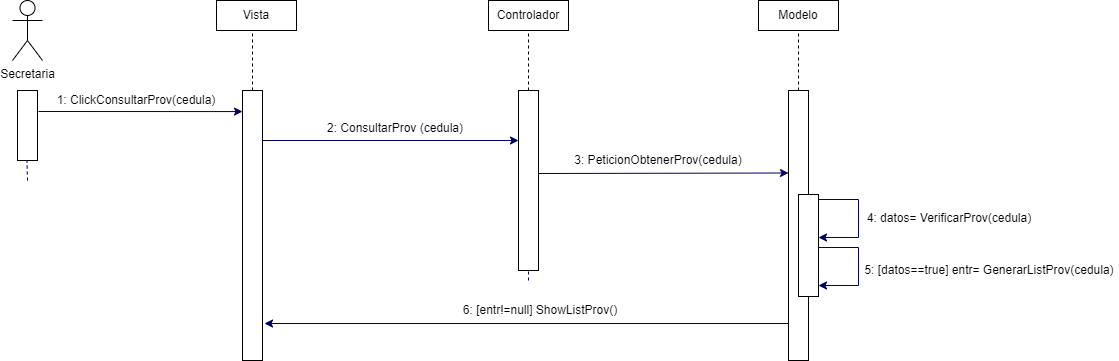 Vista
Controlador
Modelo
Secretaria
1: ClickConsultarProv(cedula)
2: ConsultarProv (cedula)
3: PeticionObtenerProv(cedula)
4: datos= VerificarProv(cedula)
5: [datos==true] entr= GenerarListProv(cedula)
6: [entr!=null] ShowListProv()